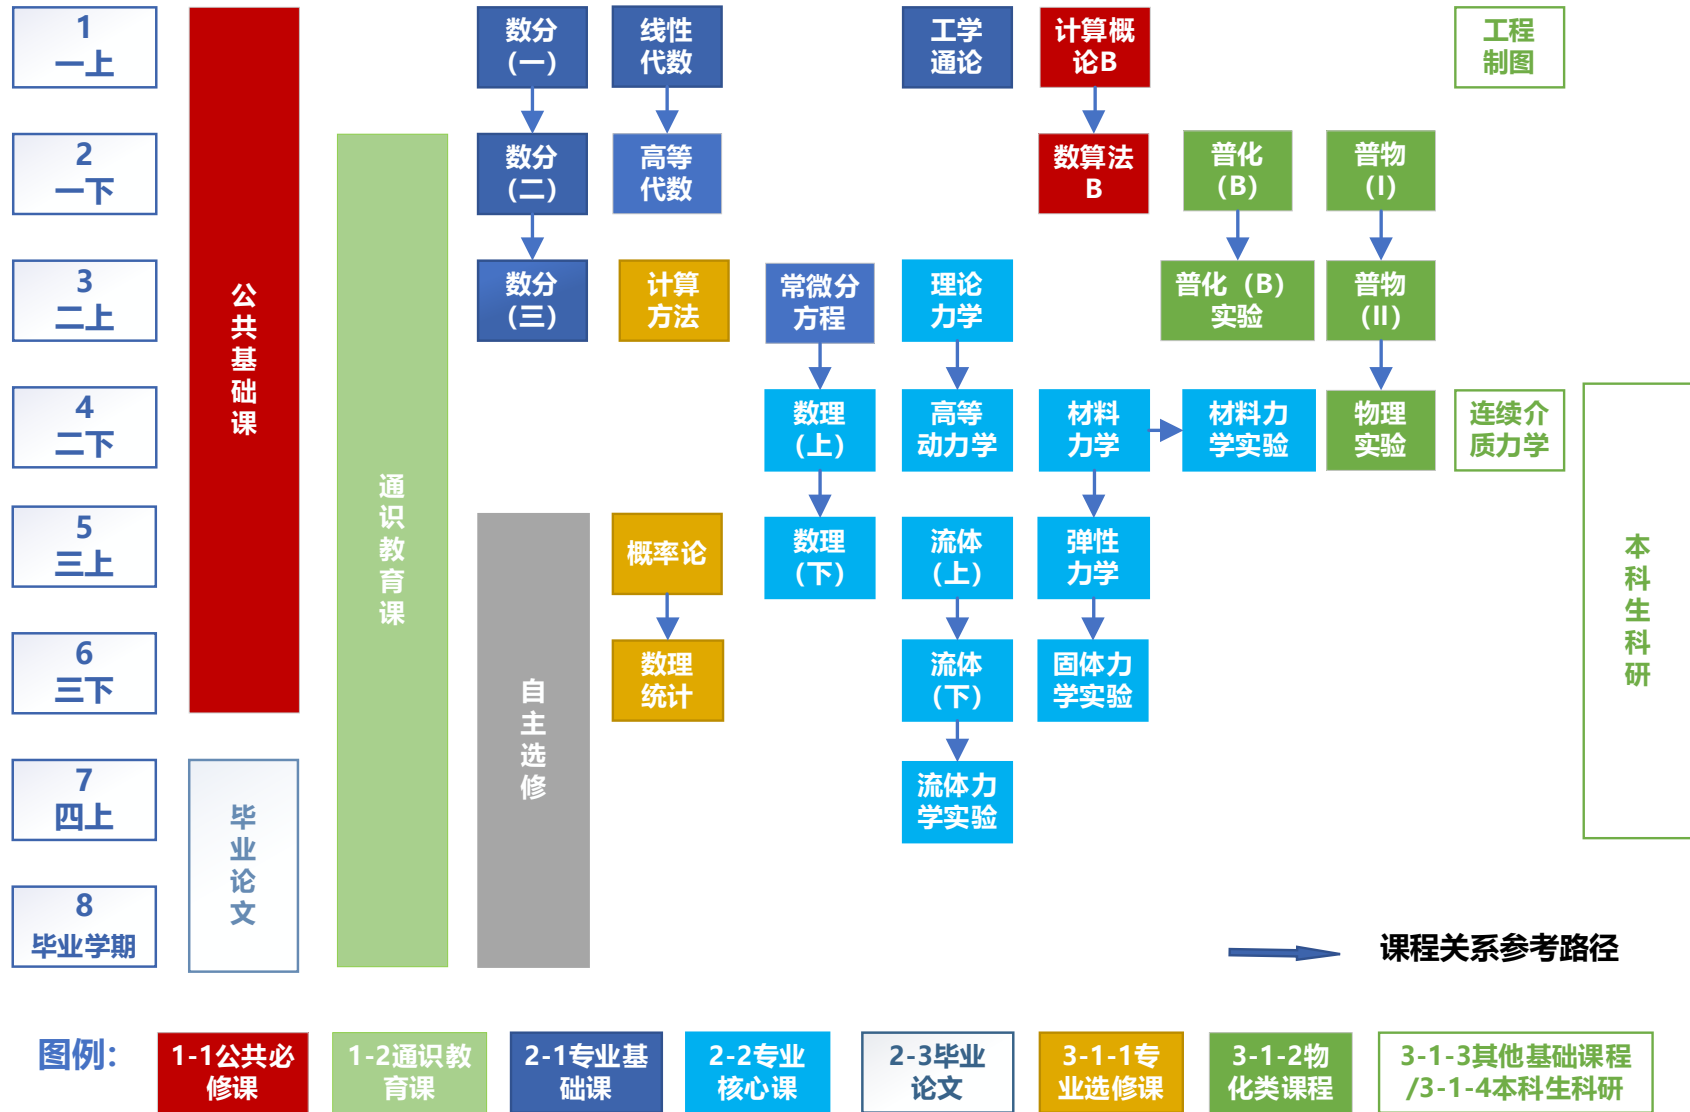 1
一上
数分
（一）
线性
代数
工学
通论
计算概
论B
工程
制图
2
一下
数分
（二）
高等
代数
数算法
B
普化
（B）
普物
（I）
3
二上
数分
（三）
计算
方法
常微分
方程
理论
力学
普化（B）
实验
普物
（II）
4
二下
数理
（上）
高等
动力学
材料
力学
材料力
学实验
物理
实验
连续介
质力学
5
三上
概率论
数理
（下）
流体
（上）
弹性
力学
6
三下
数理
统计
流体
（下）
固体力
学实验
7
四上
流体力
学实验
8
毕业学期
公共基础课
通识教育课
自主选修
毕业论文
本科生科研
课程关系参考路径
图例：
1-1公共必
修课
1-2通识教
育课
2-1专业基
础课
2-2专业
核心课
2-3毕业
论文
3-1-1专
业选修课
3-1-2物
化类课程
3-1-3其他基础课程
/3-1-4本科生科研